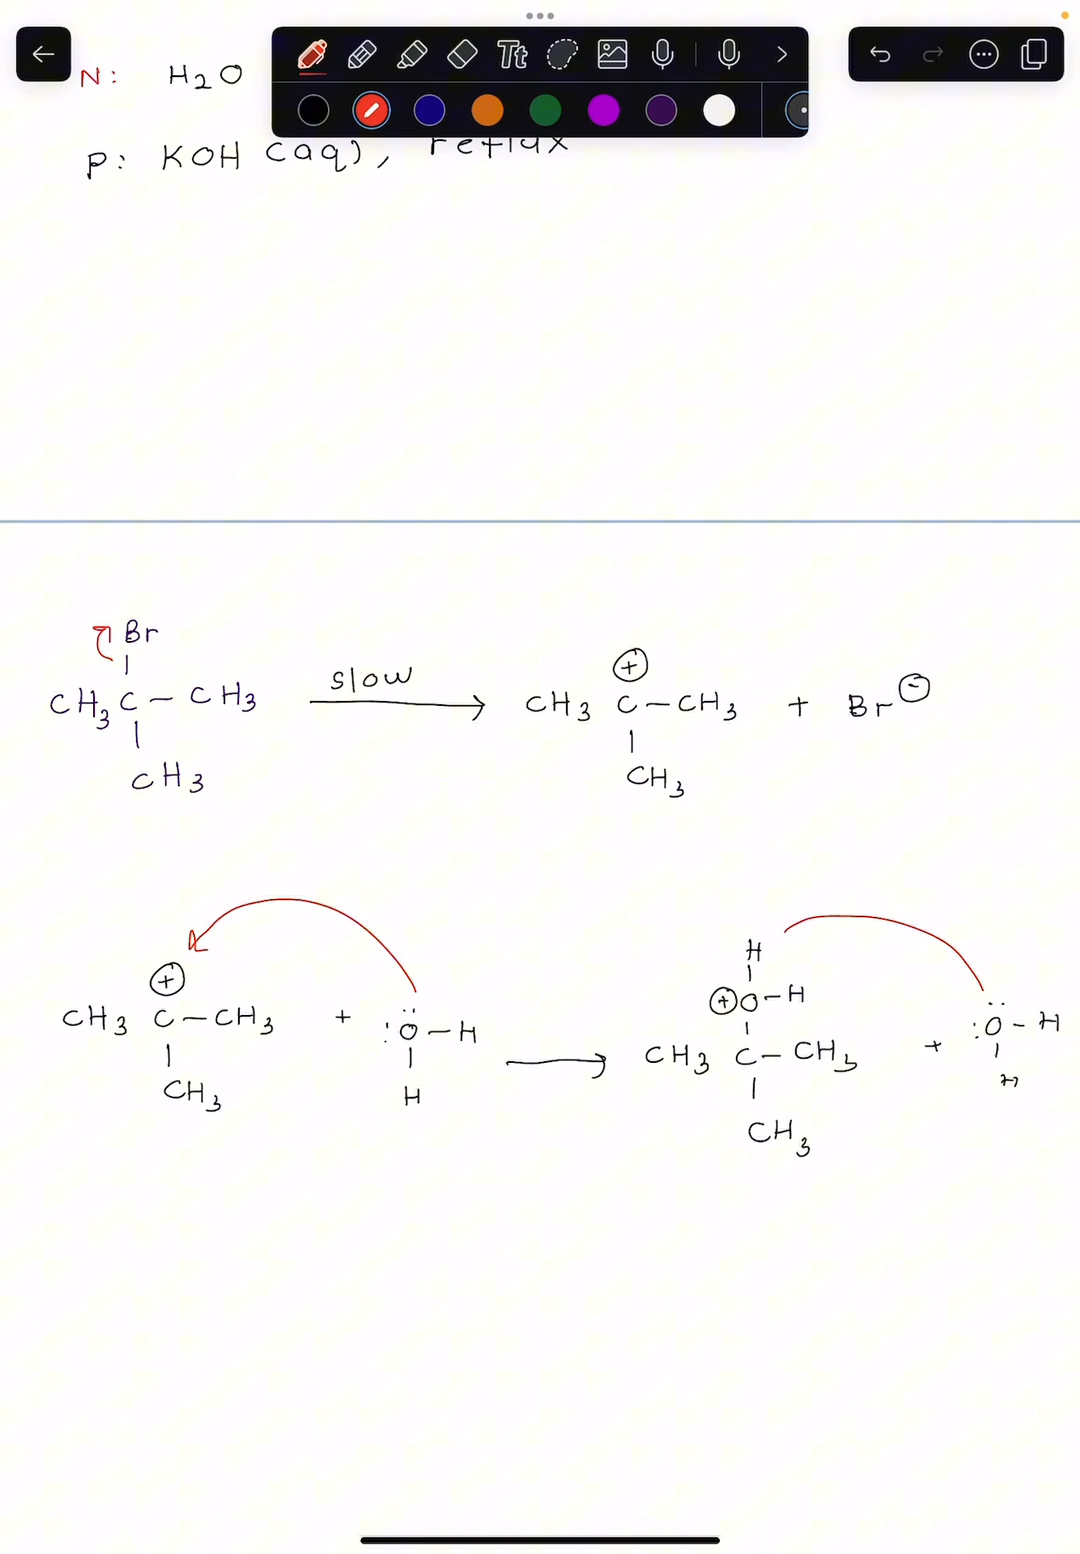 N: H2O
P: KOH (aq), reflux
Tt
Br
CH3 C - CH3 slow CH3 C - CH3 + Br
CH3 CH3
H
O - H
CH3 C - CH3 + :O - H CH3 C - CH3 + :O - H
CH3 H CH3 H